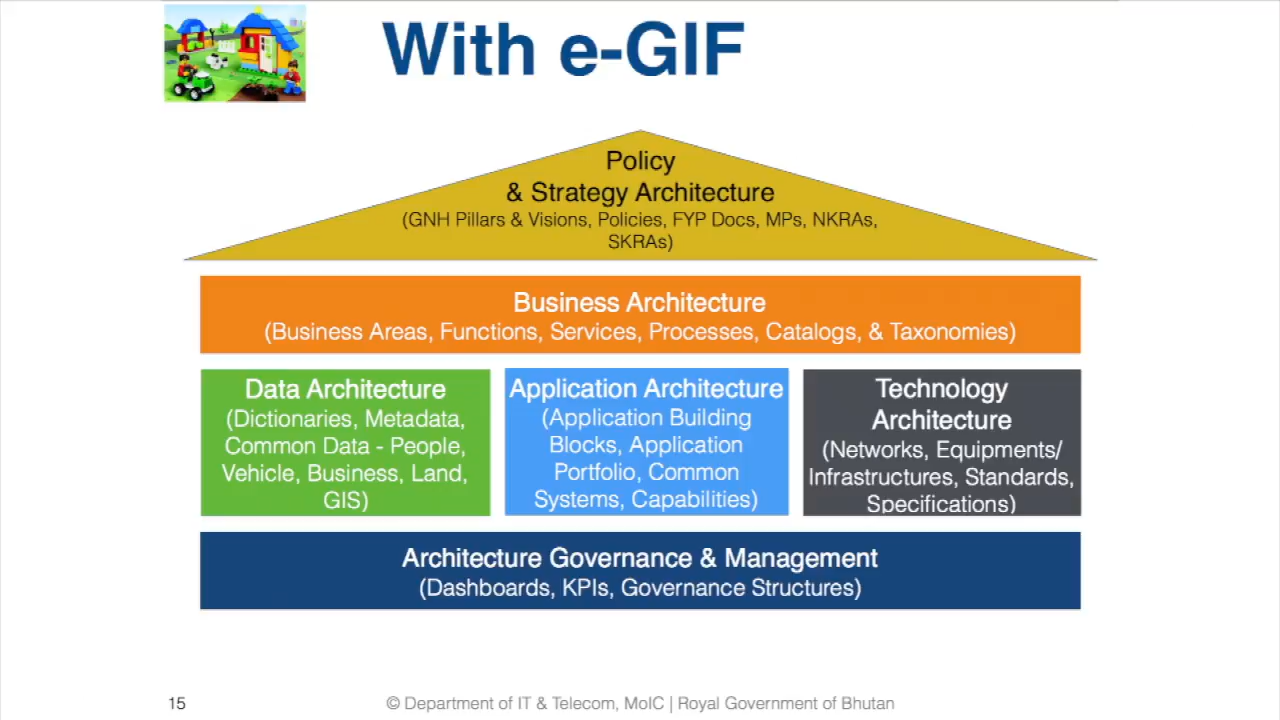 With e-GIF
Policy
& Strategy Architecture
(GNH Pillars & Visions, Policies, FYP Docs, MPs, NKRAs,
SKRAs)
Business Architecture
(Business Areas, Functions, Services, Processes, Catalogs, & Taxonomies)
Data Architecture
(Dictionaries, Metadata,
Common Data - People,
Vehicle, Business, Land,
GIS)
Application Architecture
(Application Building
Blocks, Application
Portfolio, Common
Systems, Capabilities)
Technology
Architecture
(Networks, Equipments/
Infrastructures, Standards,
Specifications)
Architecture Governance & Management
(Dashboards, KPIs, Governance Structures)
15
© Department of IT & Telecom, MoIC | Royal Government of Bhutan